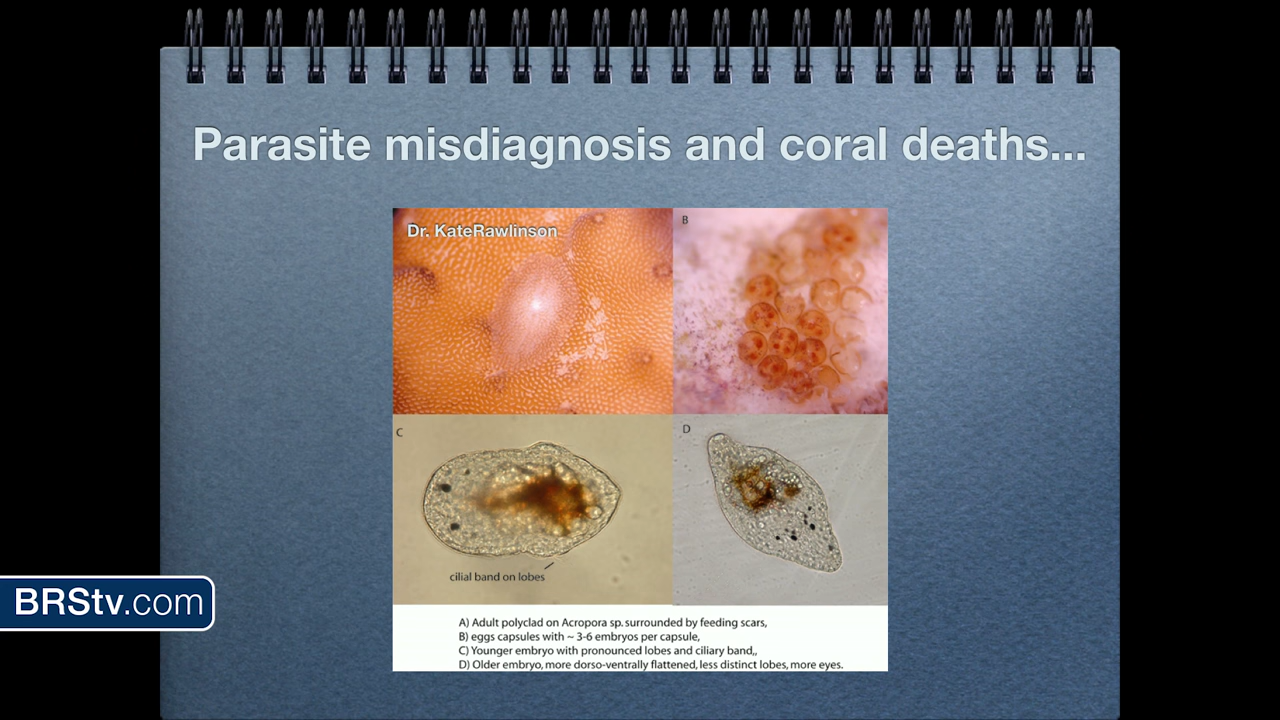 Parasite misdiagnosis and coral deaths...
Dr. KateRawlinson
B
C
D
cilial band on lobes
A) Adult polyclad on Acropora sp. surrounded by feeding scars,
B) eggs capsules with ~ 3-6 embryos per capsule,
C) Younger embryo with pronounced lobes and ciliary band,,
D) Older embryo, more dorso-ventrally flattened, less distinct lobes, more eyes.
BRStv.com